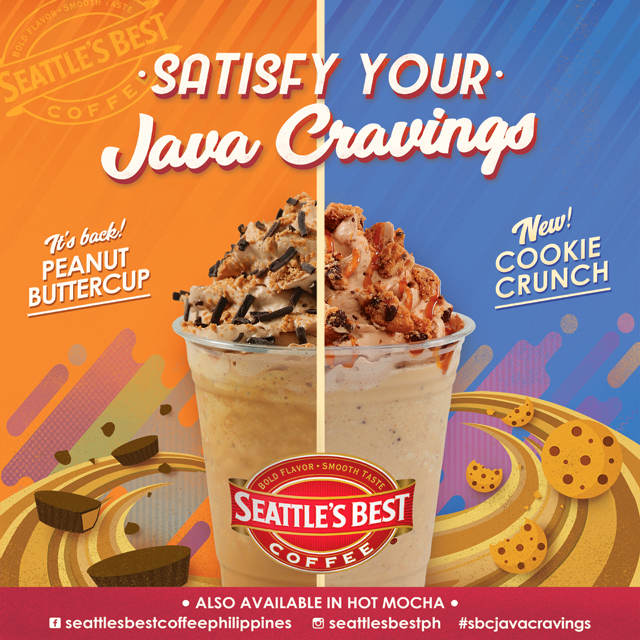 BOLD FLAVOR • SMOOTH TASTE
SEATTLE'S BEST
COFFEE
•SATISFY YOUR•
Java Cravings
It's back!
PEANUT
BUTTERCUP
New!
COOKIE
CRUNCH
BOLD FLAVOR • SMOOTH TASTE
SEATTLE'S BEST
COFFEE
• ALSO AVAILABLE IN HOT MOCHA •
seattlesbestcoffeephilippines seattlesbestph #sbcjavacravings